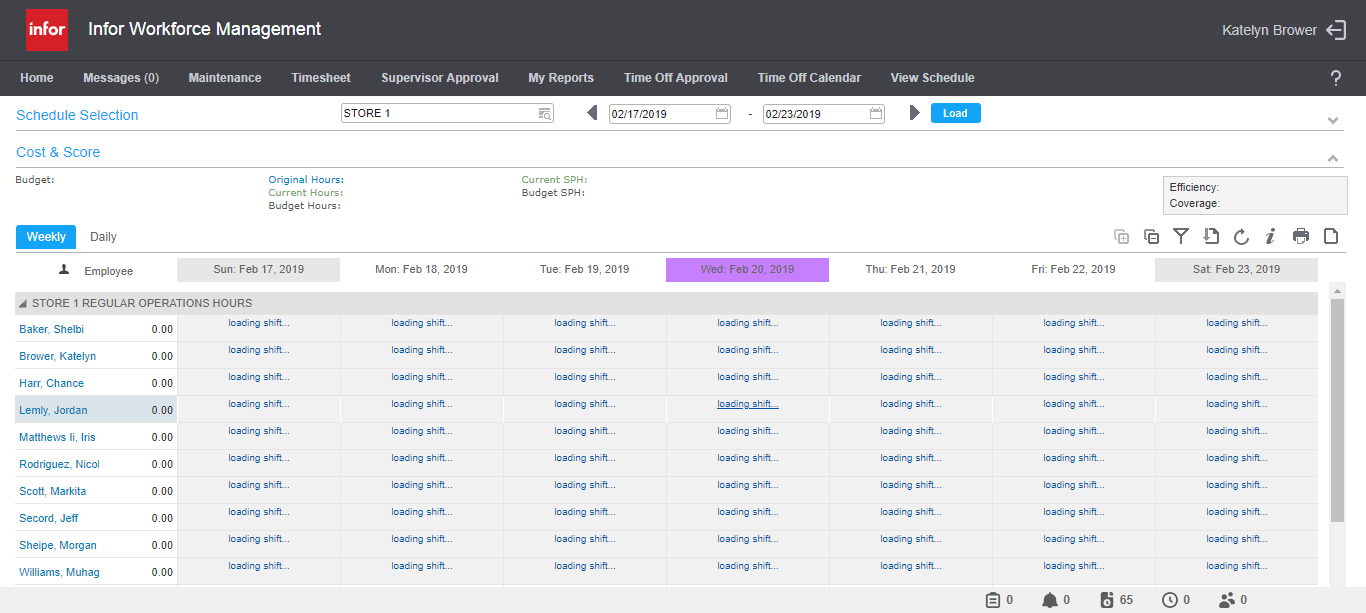 infor Infor Workforce Management Katelyn Brower
Home Messages (0) Maintenance Timesheet Supervisor Approval My Reports Time Off Approval Time Off Calendar View Schedule ?
Schedule Selection STORE 1 02/17/2019 - 02/23/2019 Load
Cost & Score
Budget: Original Hours: Current SPH:
Current Hours: Budget SPH:
Budget Hours:
Efficiency:
Coverage:
Weekly Daily
Employee Sun: Feb 17, 2019 Mon: Feb 18, 2019 Tue: Feb 19, 2019 Wed: Feb 20, 2019 Thu: Feb 21, 2019 Fri: Feb 22, 2019 Sat: Feb 23, 2019
STORE 1 REGULAR OPERATIONS HOURS
Baker, Shelbi 0.00 loading shift... loading shift... loading shift... loading shift... loading shift... loading shift... loading shift...
Brower, Katelyn 0.00 loading shift... loading shift... loading shift... loading shift... loading shift... loading shift... loading shift...
Harr, Chance 0.00 loading shift... loading shift... loading shift... loading shift... loading shift... loading shift... loading shift...
Lemly, Jordan 0.00 loading shift... loading shift... loading shift... loading shift... loading shift... loading shift... loading shift...
Matthews Ii, Iris 0.00 loading shift... loading shift... loading shift... loading shift... loading shift... loading shift... loading shift...
Rodriguez, Nicol 0.00 loading shift... loading shift... loading shift... loading shift... loading shift... loading shift... loading shift...
Scott, Markita 0.00 loading shift... loading shift... loading shift... loading shift... loading shift... loading shift... loading shift...
Secord, Jeff 0.00 loading shift... loading shift... loading shift... loading shift... loading shift... loading shift... loading shift...
Sheipe, Morgan 0.00 loading shift... loading shift... loading shift... loading shift... loading shift... loading shift... loading shift...
Williams, Muhag 0.00 loading shift... loading shift... loading shift... loading shift... loading shift... loading shift... loading shift...
0 0 65 0 0